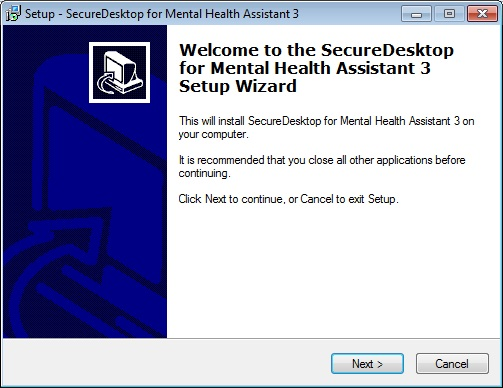 Setup - SecureDesktop for Mental Health Assistant 3
Welcome to the SecureDesktop
for Mental Health Assistant 3
Setup Wizard
This will install SecureDesktop for Mental Health Assistant 3 on
your computer.
It is recommended that you close all other applications before
continuing.
Click Next to continue, or Cancel to exit Setup.
Next >
Cancel